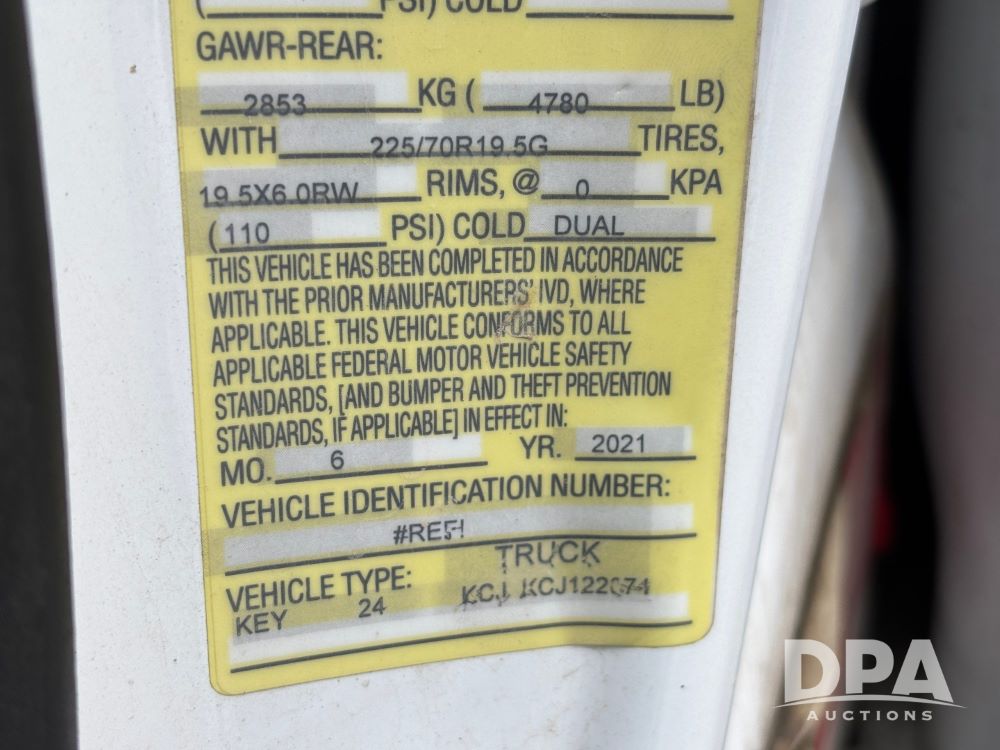 ( PSI) COLD
GAWR-REAR:
2853 KG ( 4780 LB)
WITH 225/70R19.5G TIRES,
19.5X6.0RW RIMS, @ 0 KPA
(110 PSI) COLD DUAL
THIS VEHICLE HAS BEEN COMPLETED IN ACCORDANCE
WITH THE PRIOR MANUFACTURERS' IVD, WHERE
APPLICABLE. THIS VEHICLE CONFORMS TO ALL
APPLICABLE FEDERAL MOTOR VEHICLE SAFETY
STANDARDS, [AND BUMPER AND THEFT PREVENTION
STANDARDS, IF APPLICABLE] IN EFFECT IN:
MO. 6 YR. 2021
VEHICLE IDENTIFICATION NUMBER:
#REF!
VEHICLE TYPE: TRUCK
KEY 24
DPA
AUCTIONS